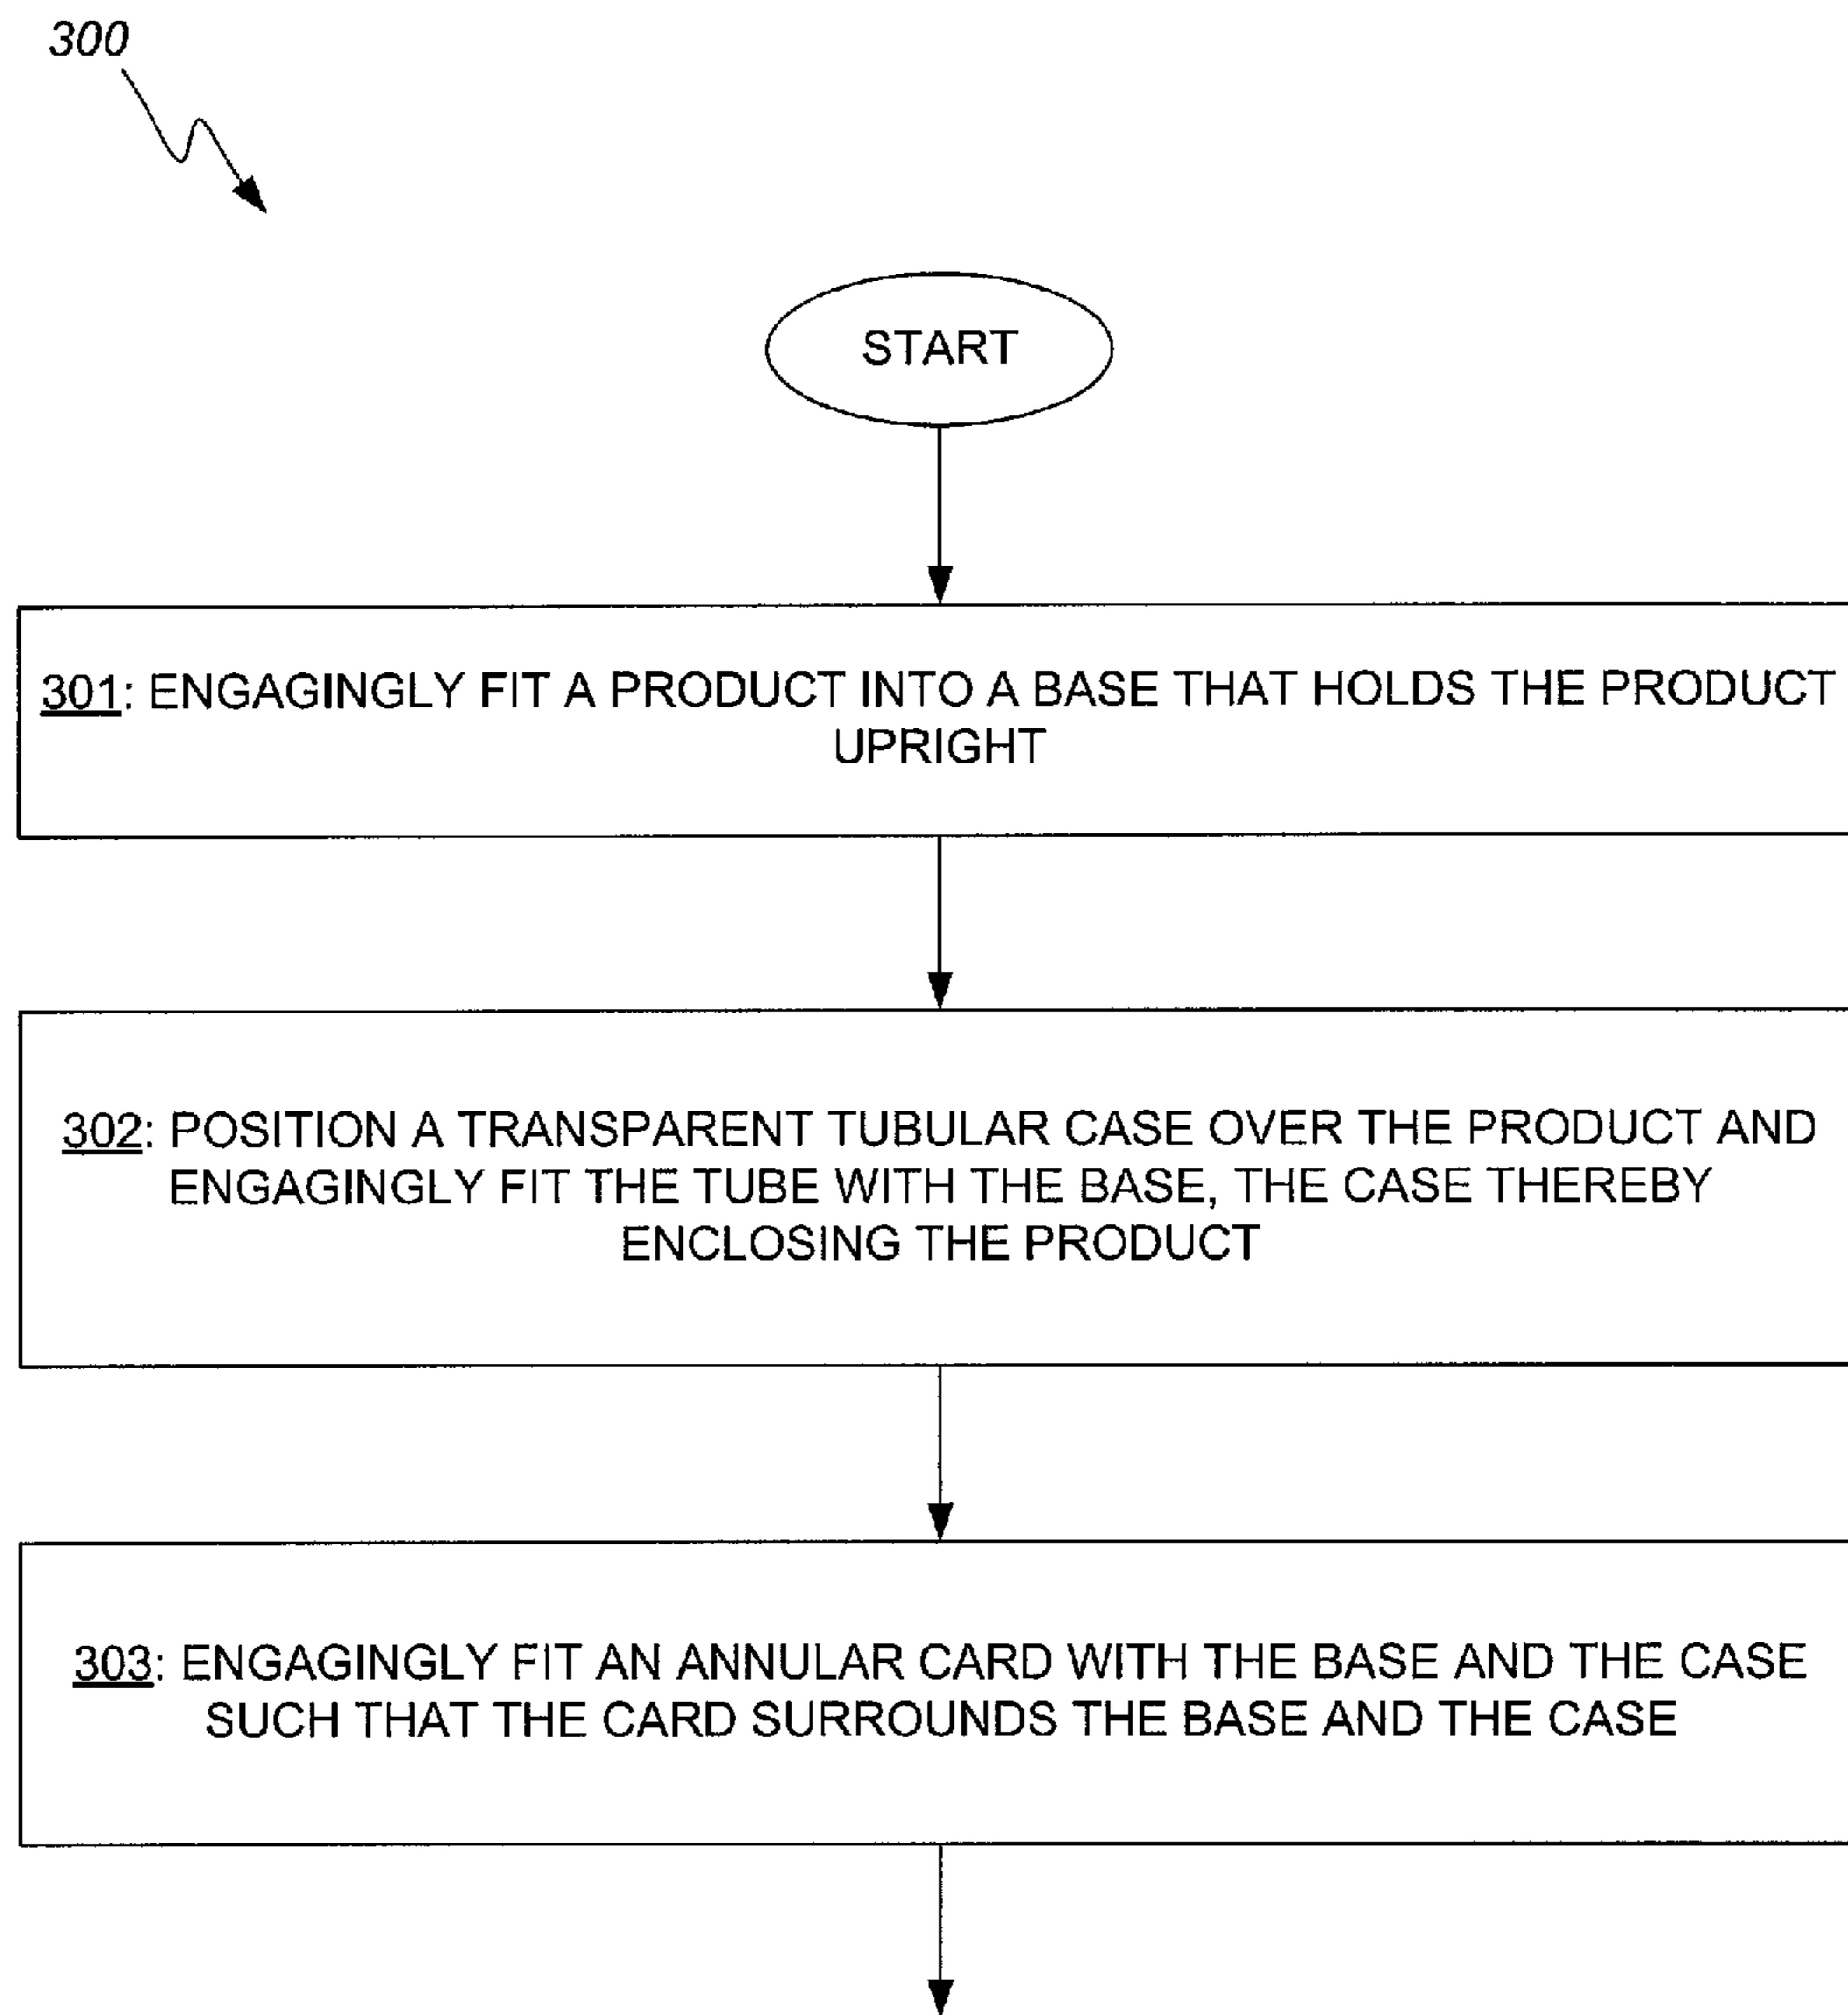 300
START
301: ENGAGINGLY FIT A PRODUCT INTO A BASE THAT HOLDS THE PRODUCT
UPRIGHT
302: POSITION A TRANSPARENT TUBULAR CASE OVER THE PRODUCT AND
ENGAGINGLY FIT THE TUBE WITH THE BASE, THE CASE THEREBY
ENCLOSING THE PRODUCT
303: ENGAGINGLY FIT AN ANNULAR CARD WITH THE BASE AND THE CASE
SUCH THAT THE CARD SURROUNDS THE BASE AND THE CASE